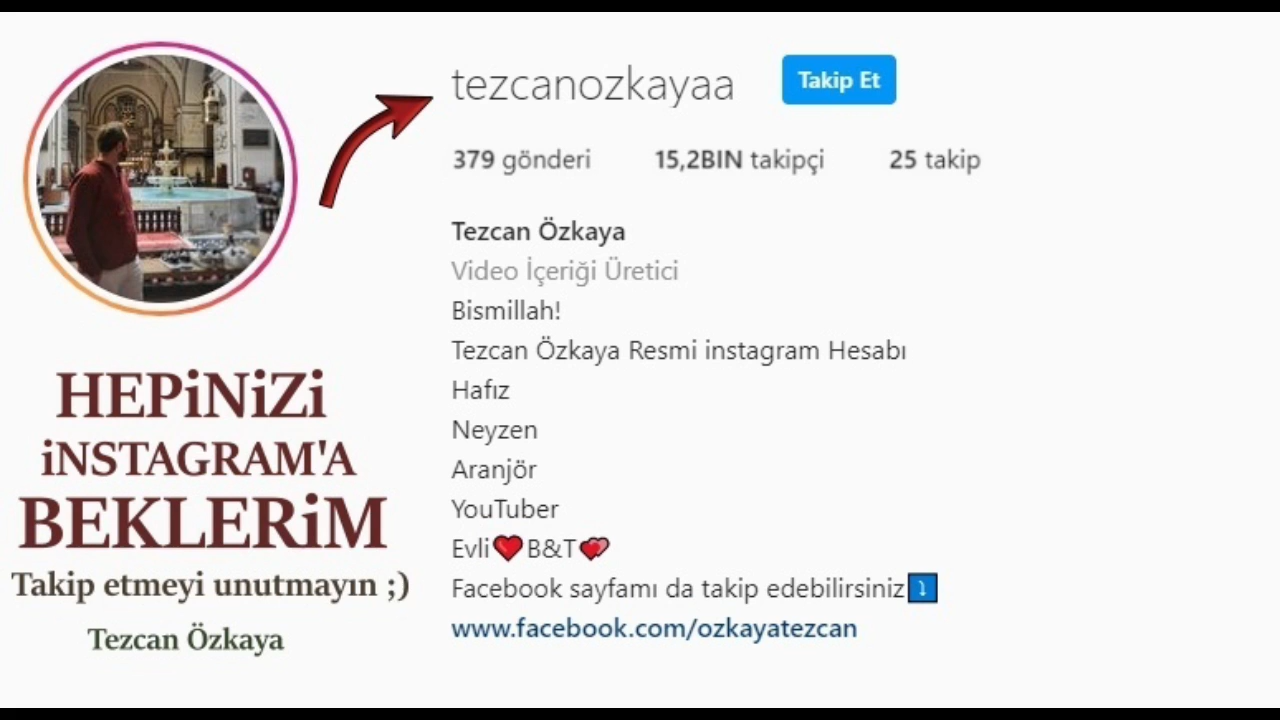 tezcanozkayaa
Takip Et
379 gönderi 15,2BIN takipçi 25 takip
Tezcan Özkaya
Video İçeriği Üretici
Bismillah!
Tezcan Özkaya Resmi instagram Hesabı
Hafız
Neyzen
Aranjör
YouTuber
Evli❤️B&T💕
Facebook sayfamı da takip edebilirsiniz⤵️
www.facebook.com/ozkayatezcan
HEPiNiZi
iNSTAGRAM'A
BEKLERiM
Takip etmeyi unutmayın ;)
Tezcan Özkaya